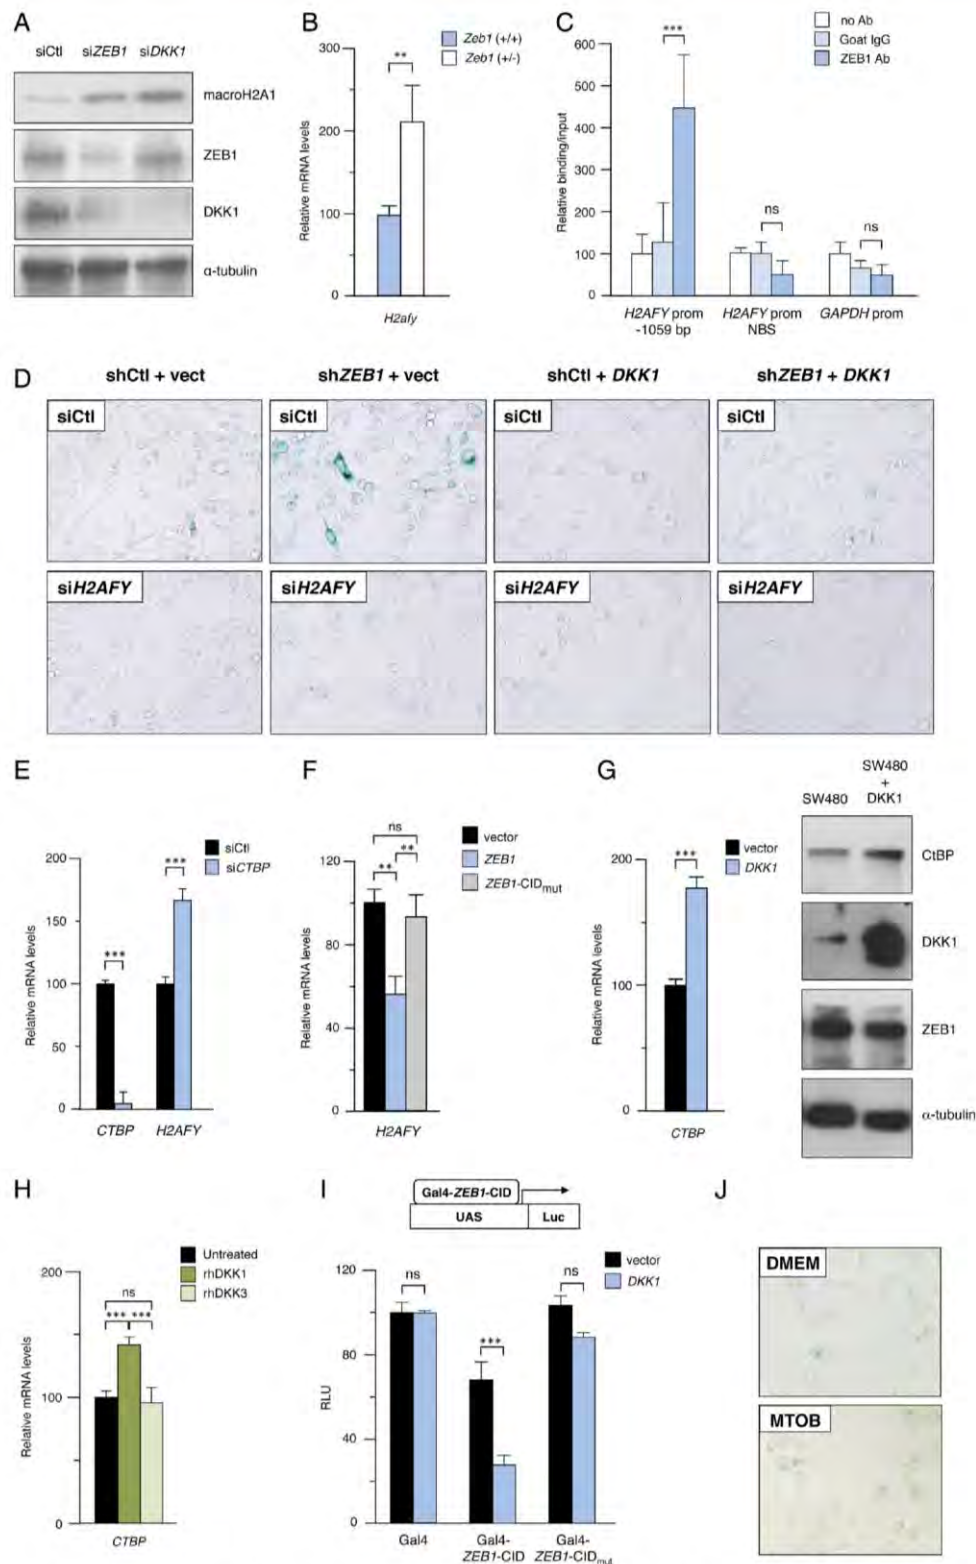 A
siCtl siZEB1 siDKK1
macroH2A1
ZEB1
DKK1
α-tubulin
B
Zeb1 (+/+)
Zeb1 (+/-)
Relative mRNA levels
300
200
100
0
**
H2afy
C
no Ab
Goat IgG
ZEB1 Ab
Relative binding/input
600
500
400
300
200
100
0
***
ns
ns
H2AFY prom -1059 bp
H2AFY prom NBS
GAPDH prom
D
shCtl + vect shZEB1 + vect shCtl + DKK1 shZEB1 + DKK1
siCtl siCtl siCtl siCtl
siH2AFY siH2AFY siH2AFY siH2AFY
E
siCtl
siCTBP
Relative mRNA levels
200
150
100
50
0
***
***
CTBP H2AFY
F
vector
ZEB1
ZEB1-CIDmut
Relative mRNA levels
120
80
40
0
ns
** **
H2AFY
G
vector
DKK1
Relative mRNA levels
200
100
0
***
CTBP
SW480
SW480 + DKK1
CtBP
DKK1
ZEB1
α-tubulin
H
Untreated
rhDKK1
rhDKK3
Relative mRNA levels
200
100
0
ns
*** ***
CTBP
I
Gal4-ZEB1-CID
UAS Luc
vector
DKK1
RLU
120
80
40
0
ns
***
ns
Gal4
Gal4-ZEB1-CID
Gal4-ZEB1-CIDmut
J
DMEM
MTOB